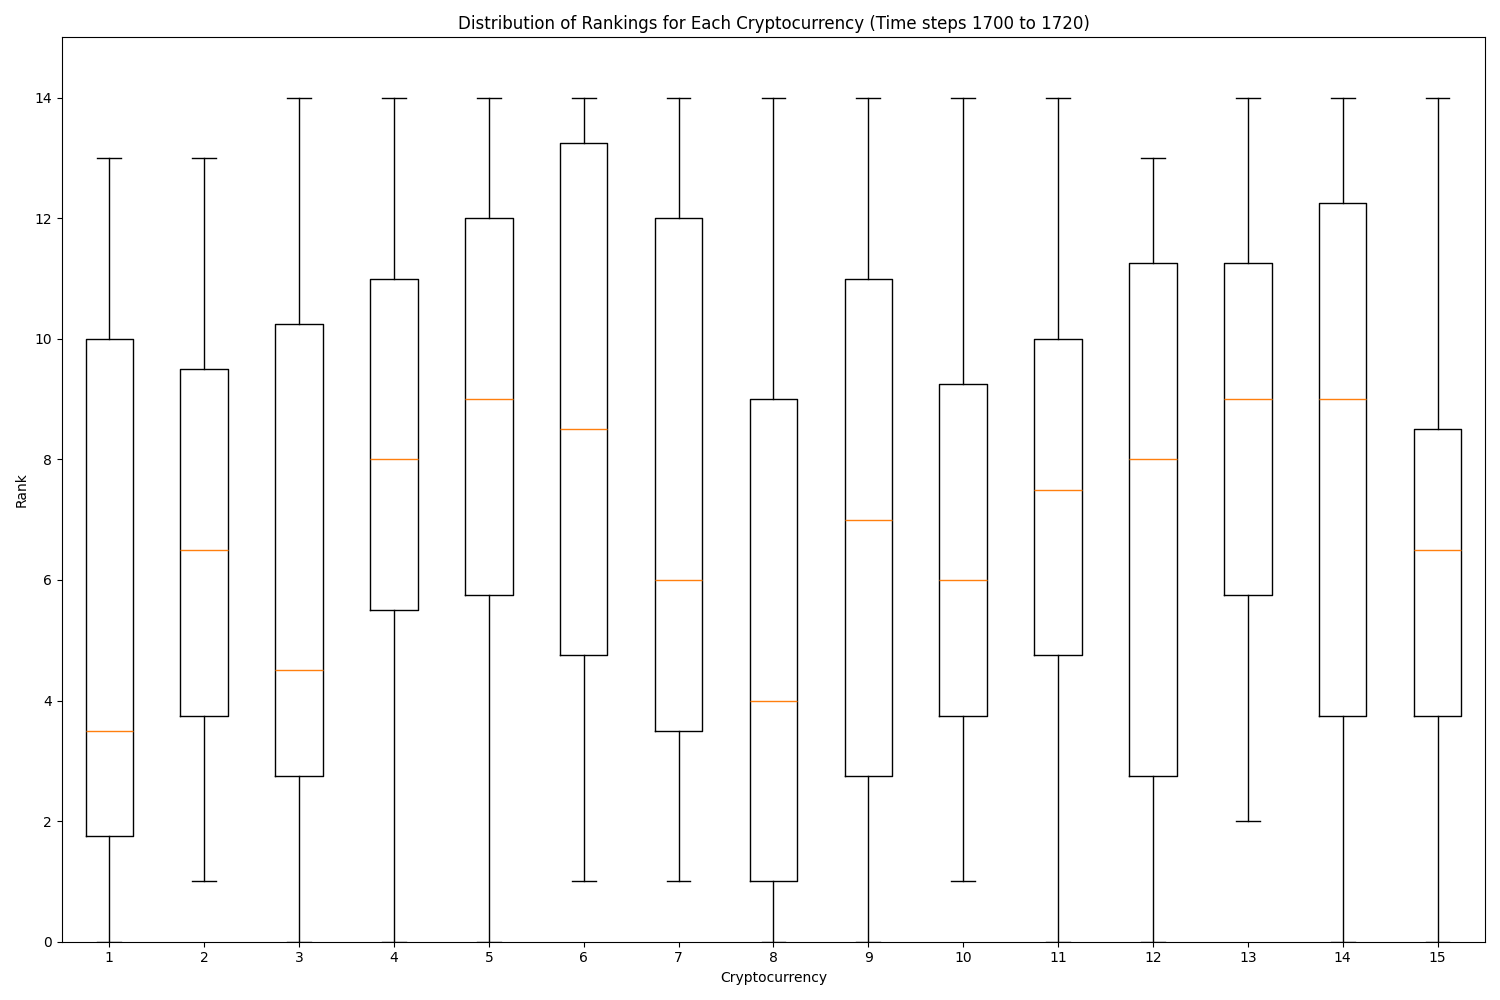 Distribution of Rankings for Each Cryptocurrency (Time steps 1700 to 1720)
14
12
10
8
6
4
2
0
Rank
1 2 3 4 5 6 7 8 9 10 11 12 13 14 15
Cryptocurrency